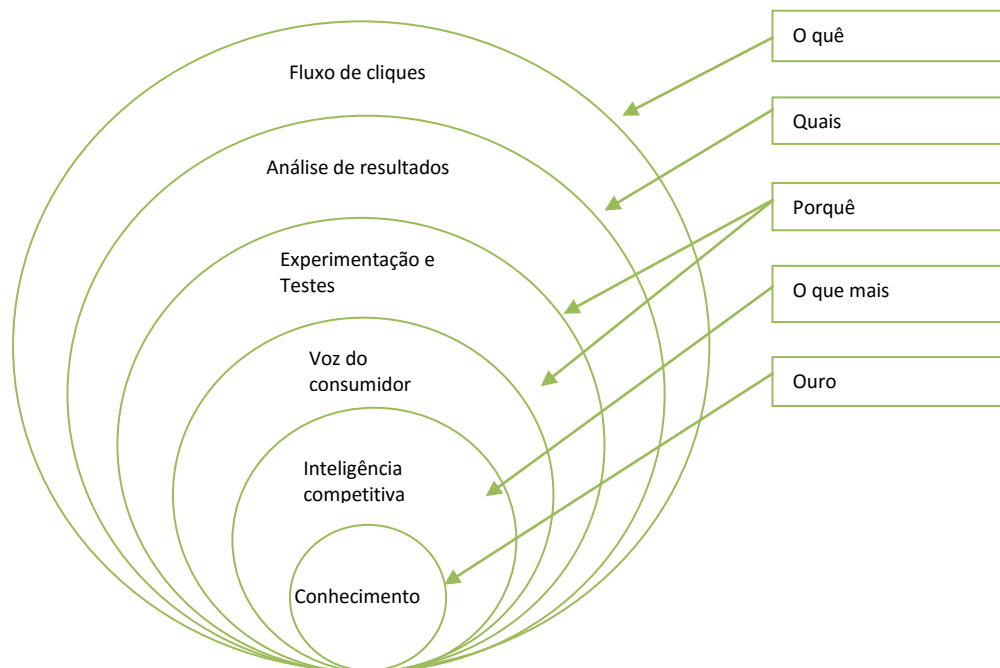 Fluxo de cliques
Análise de resultados
Experimentação e
Testes
Voz do
consumidor
Inteligência
competitiva
Conhecimento
O quê
Quais
Porquê
O que mais
Ouro